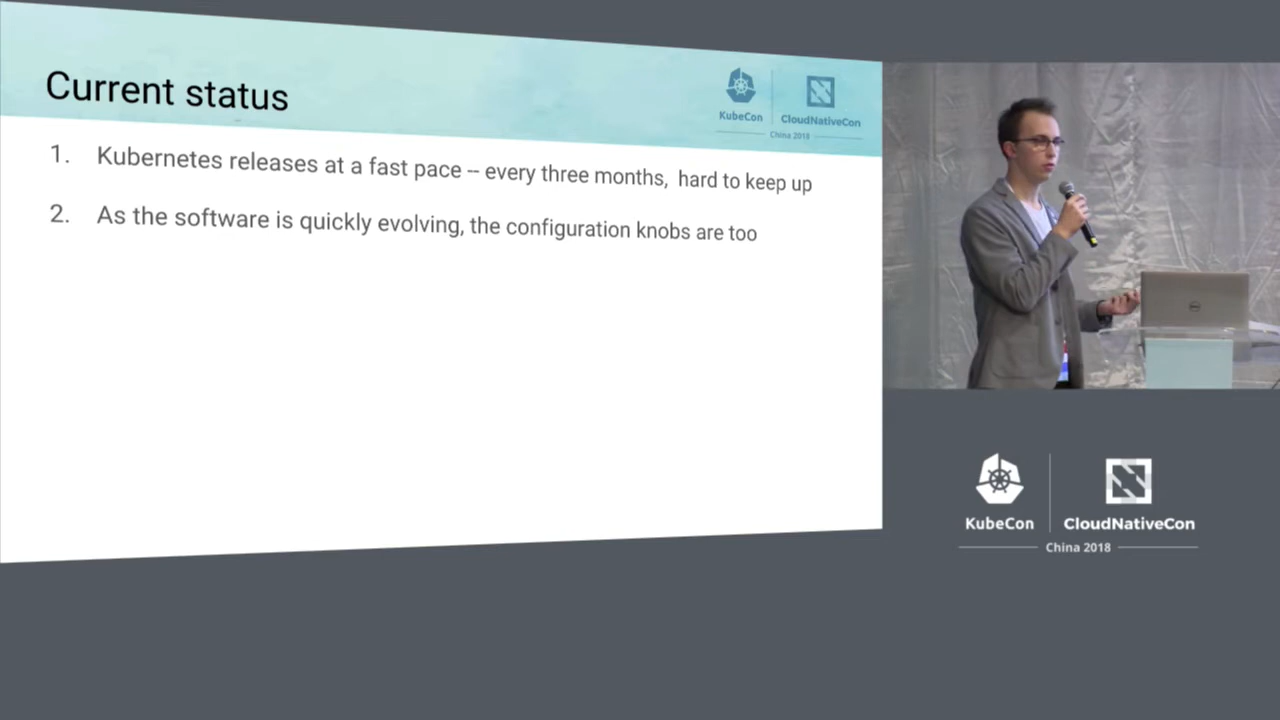 Current status
KubeCon
CloudNativeCon
China 2018
1. Kubernetes releases at a fast pace -- every three months, hard to keep up
2. As the software is quickly evolving, the configuration knobs are too
DELL
KubeCon
CloudNativeCon
China 2018